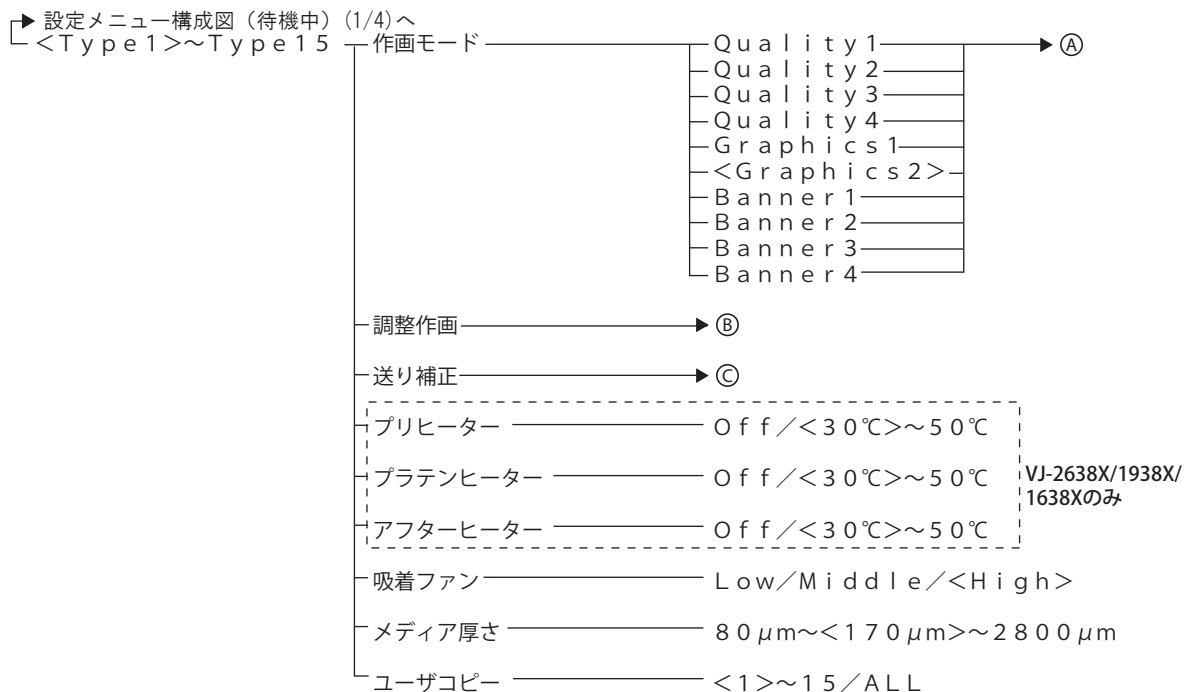 設定メニュー構成図（待機中）(1/4)へ
<Type1>～Type15
作画モード
Quality1
Quality2
Quality3
Quality4
Graphics1
<Graphics2>
Banner1
Banner2
Banner3
Banner4
Ⓐ
調整作画
Ⓑ
送り補正
Ⓒ
プリヒーター
Off／<30℃>～50℃
プラテンヒーター
Off／<30℃>～50℃
アフターヒーター
Off／<30℃>～50℃
VJ-2638X/1938X/
1638Xのみ
吸着ファン
Low／Middle／<High>
メディア厚さ
80μm～<170μm>～2800μm
ユーザコピー
<1>～15／ALL